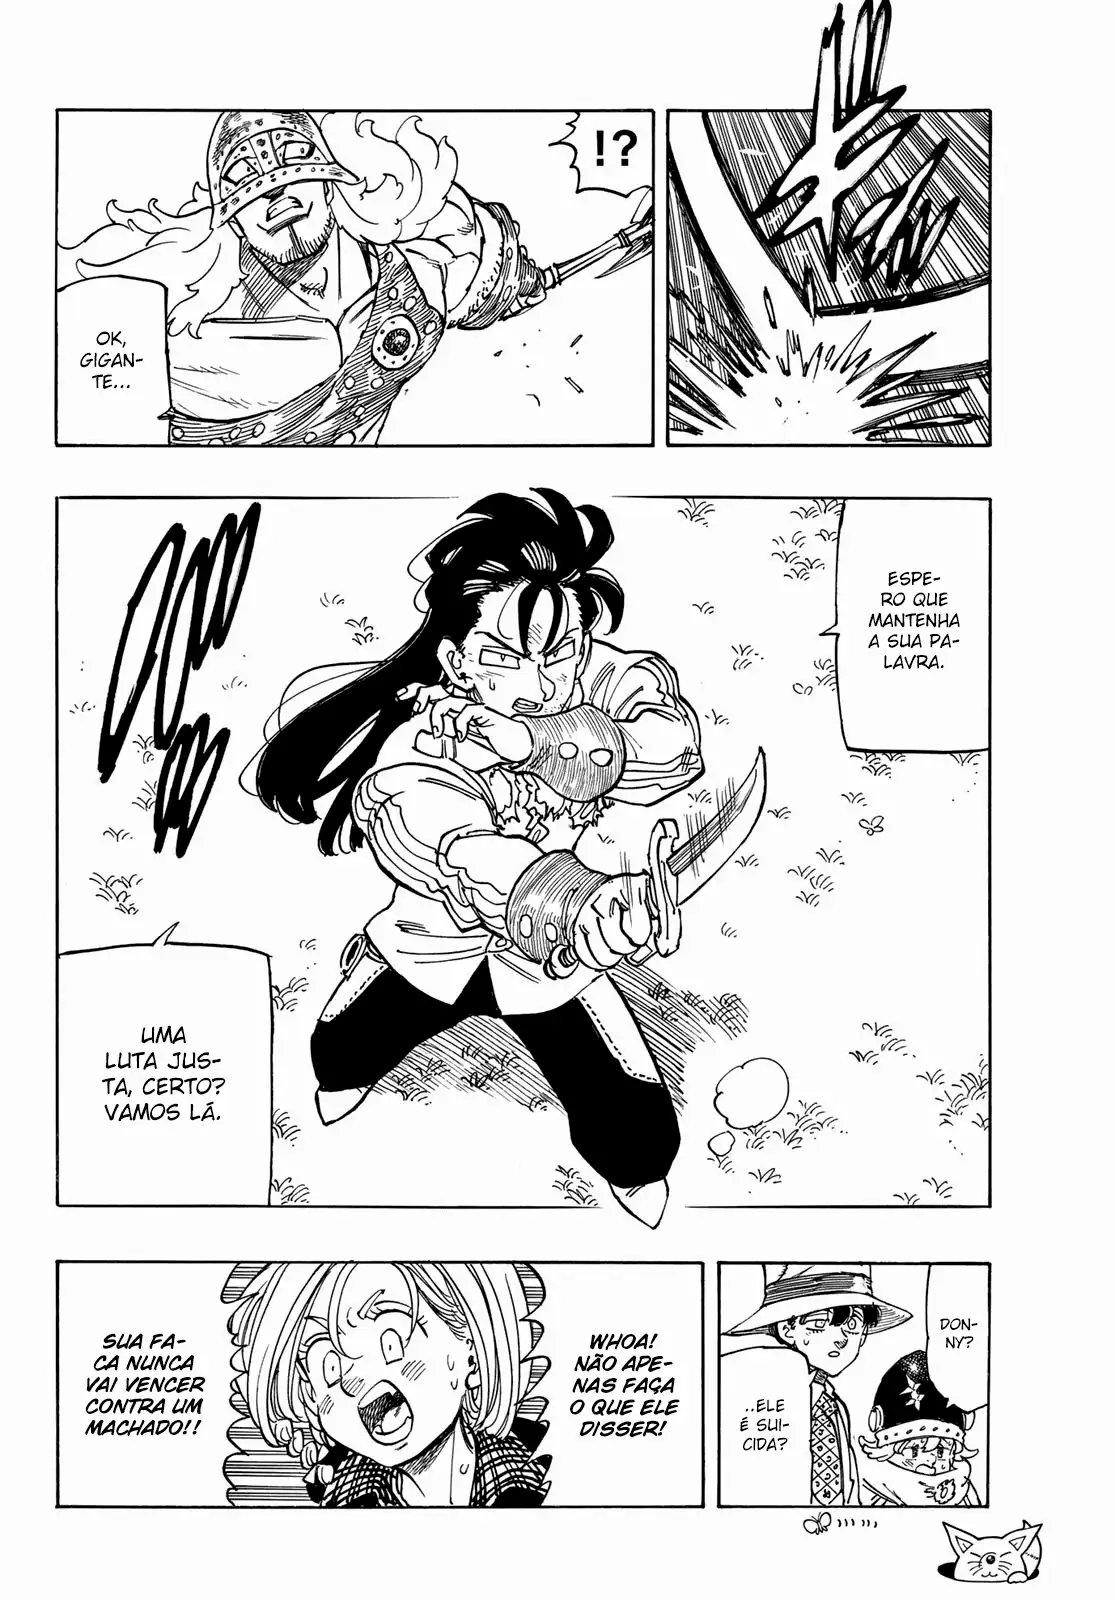 !?
OK,
GIGAN-
TE...
ESPE-
RO QUE
MANTENHA
A SUA PA-
LAVRA.
UMA
LUTA JUS-
TA, CERTO?
VAMOS LÁ.
DON-
NY?
..ELE
É SUI-
CIDA?
WHOA!
NÃO APE-
NAS FAÇA
O QUE ELE
DISSER!
SUA FA-
CA NUNCA
VAI VENCER
CONTRA UM
MACHADO!!